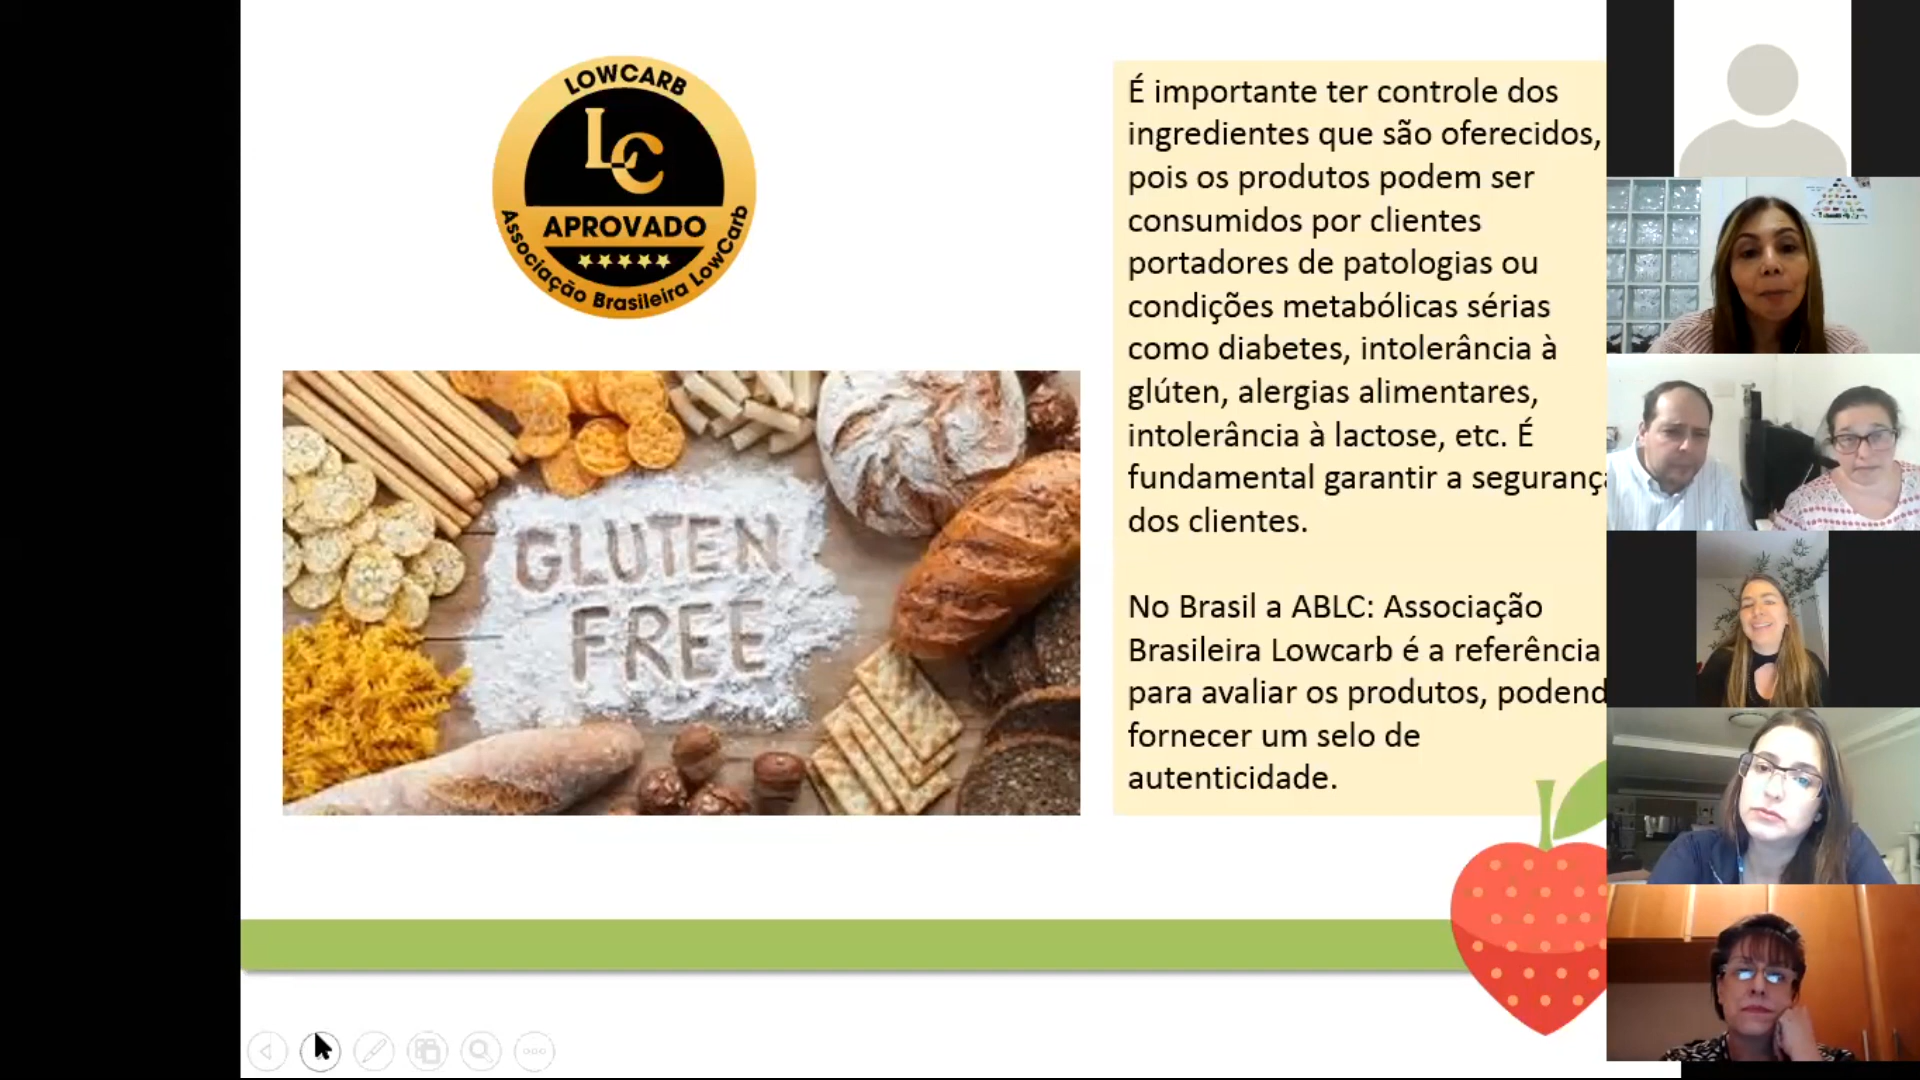 LOWCARB
LC
APROVADO
Associação Brasileira LowCarb
GLUTEN
FREE
É importante ter controle dos
ingredientes que são oferecidos,
pois os produtos podem ser
consumidos por clientes
portadores de patologias ou
condições metabólicas sérias
como diabetes, intolerância à
glúten, alergias alimentares,
intolerância à lactose, etc. É
fundamental garantir a seguranç
dos clientes.
No Brasil a ABLC: Associação
Brasileira Lowcarb é a referência
para avaliar os produtos, podend
fornecer um selo de
autenticidade.